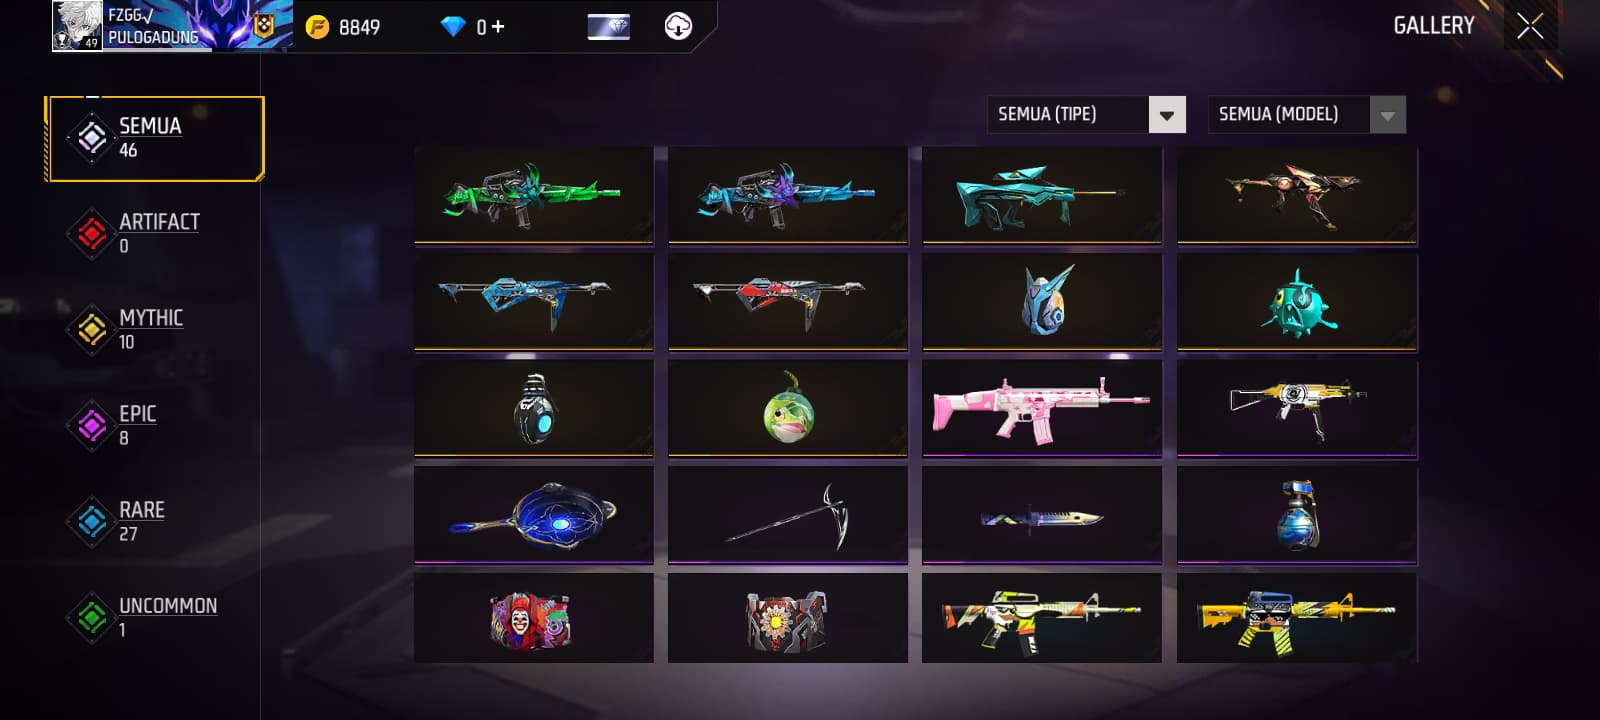 FZGG√
PULOGADUNG
49
8849
0 +
GALLERY
SEMUA
46
ARTIFACT
0
MYTHIC
10
EPIC
8
RARE
27
UNCOMMON
1
SEMUA (TIPE)
SEMUA (MODEL)